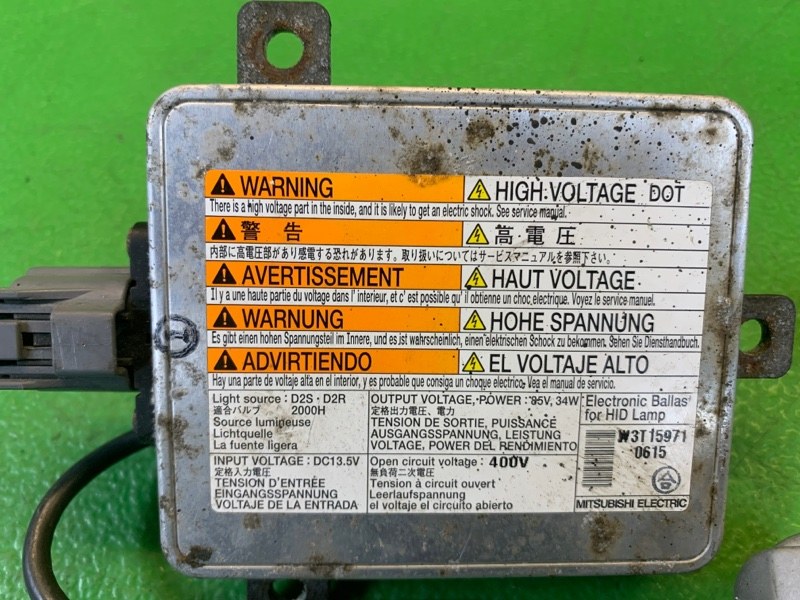 WARNING HIGH VOLTAGE DOT
There is a high voltage part in the inside, and it is likely to get an electric shock. See service manual.
警告 高電圧
内部に高電圧部があり感電する恐れがあります。取り扱いについてはサービスマニュアルを参照下さい。
AVERTISSEMENT HAUT VOLTAGE
Il y a une haute partie du voltage dans l' interieur, et c' est possible qu' il obtienne un choc electrique. Voyez le service manuel.
WARNUNG HOHE SPANNUNG
Es gibt einen hohen Spannungsteil im Innere, und es ist wahrscheinlich, einen elektrischen Schock zu bekommen. Sehen Sie Diensthandbuch.
ADVIRTIENDO EL VOLTAJE ALTO
Hay una parte de voltaje alta en el interior, y es probable que consiga un choque electrico. Vea el manual de servicio.
Light source : D2S · D2R
適合バルブ 2000H
Source lumineuse
Lichtquelle
La fuente ligera
OUTPUT VOLTAGE, POWER : 85V, 34W
定格出力電圧、電力
TENSION DE SORTIE, PUISSANCE
AUSGANGSSPANNUNG, LEISTUNG
VOLTAGE, POWER DEL RENDIMIENTO
Electronic Ballast
for HID Lamp
W3T15971
0615
INPUT VOLTAGE : DC13.5V
定格入力電圧
TENSION D'ENTRÉE
EINGANGSSPANNUNG
VOLTAJE DE LA ENTRADA
Open circuit voltage : 400V
無負荷二次電圧
Tension à circuit ouvert
Leerlaufspannung
el voltaje el circuito abierto
MITSUBISHI ELECTRIC